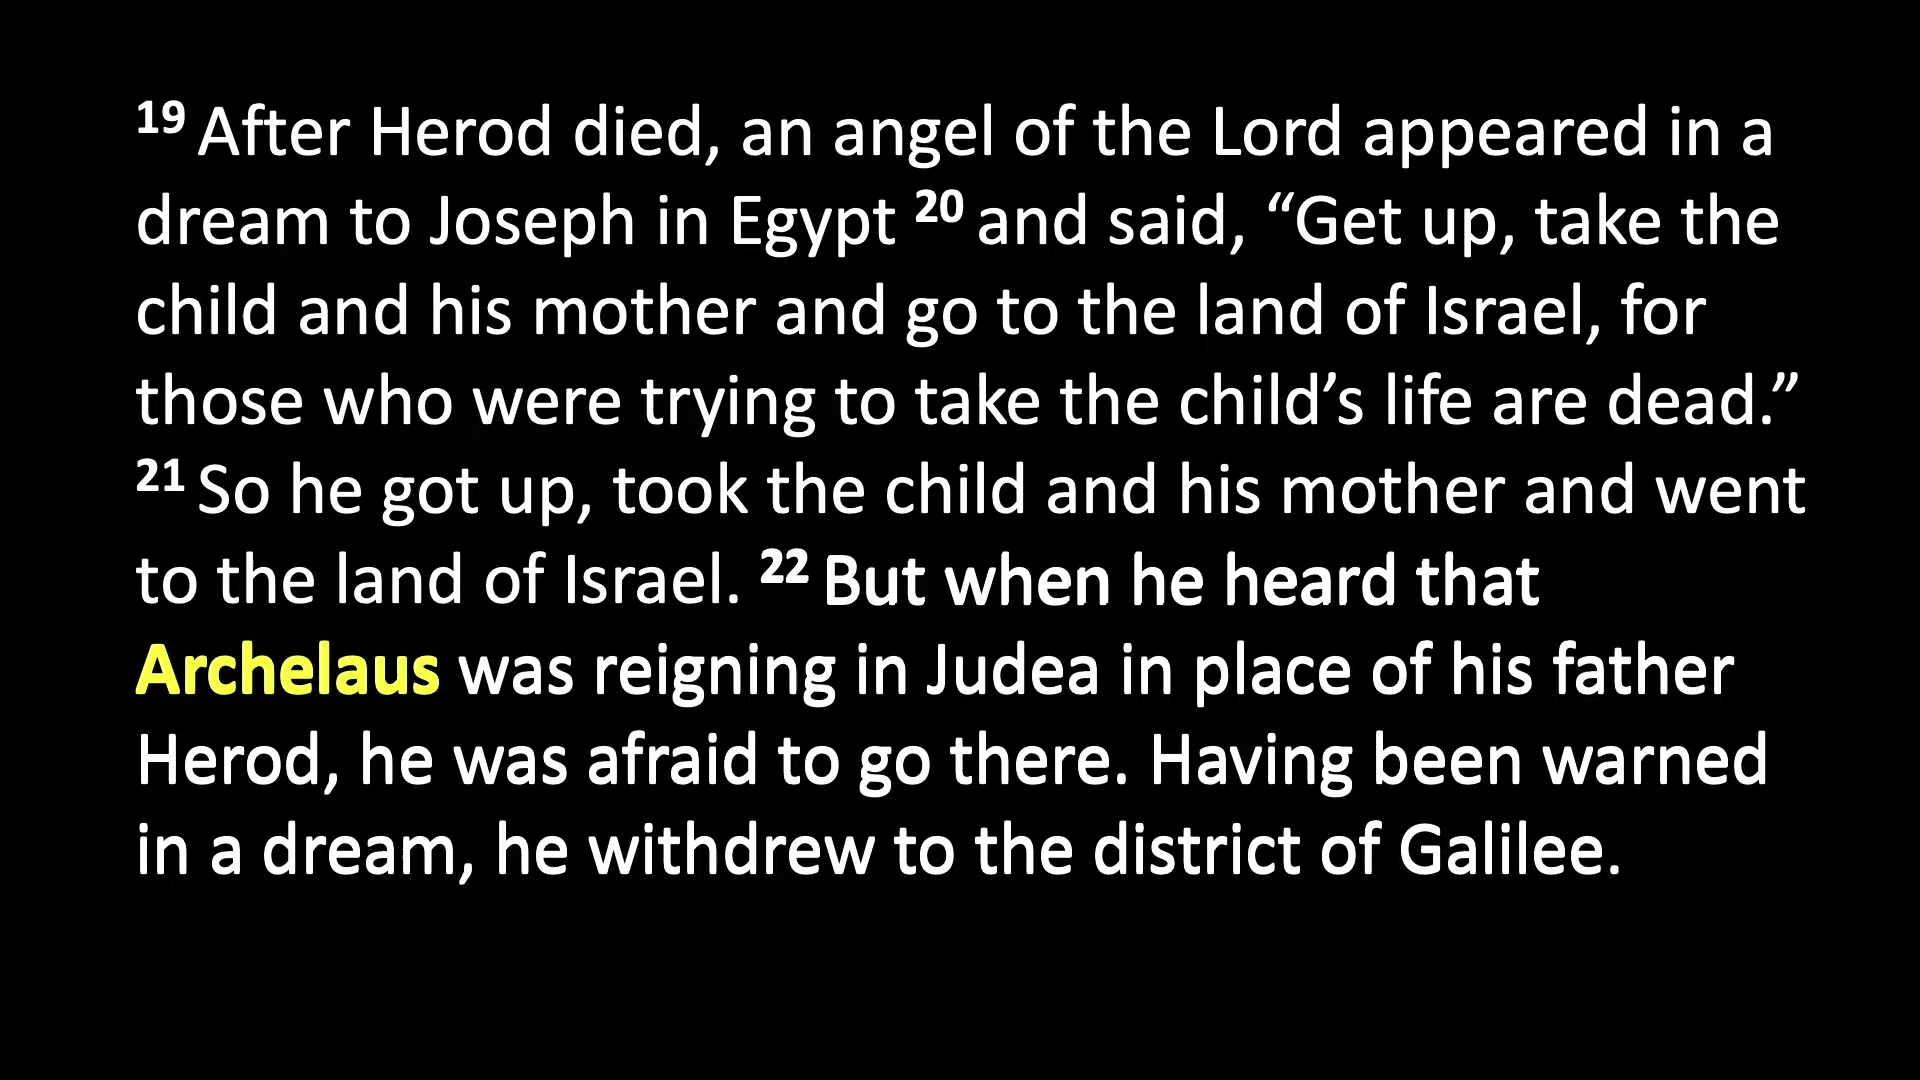 19 After Herod died, an angel of the Lord appeared in a
dream to Joseph in Egypt 20 and said, “Get up, take the
child and his mother and go to the land of Israel, for
those who were trying to take the child’s life are dead.”
21 So he got up, took the child and his mother and went
to the land of Israel. 22 But when he heard that
Archelaus was reigning in Judea in place of his father
Herod, he was afraid to go there. Having been warned
in a dream, he withdrew to the district of Galilee.